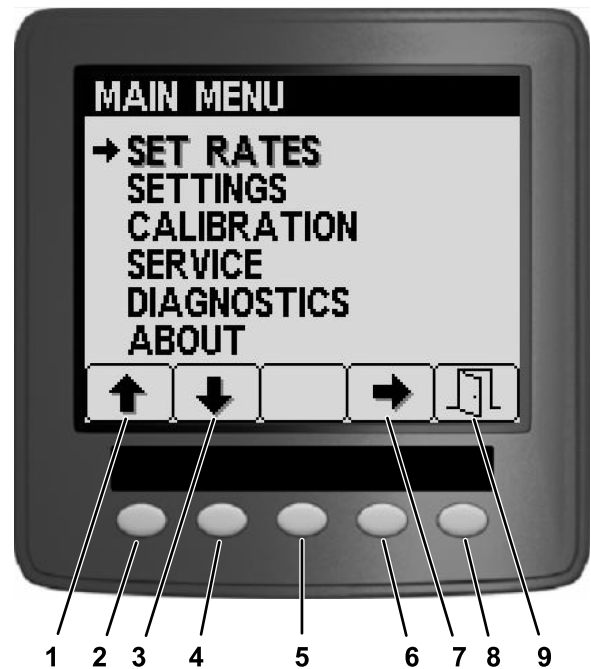 MAIN MENU
SET RATES
SETTINGS
CALIBRATION
SERVICE
DIAGNOSTICS
ABOUT
1 2 3 4 5 6 7 8 9